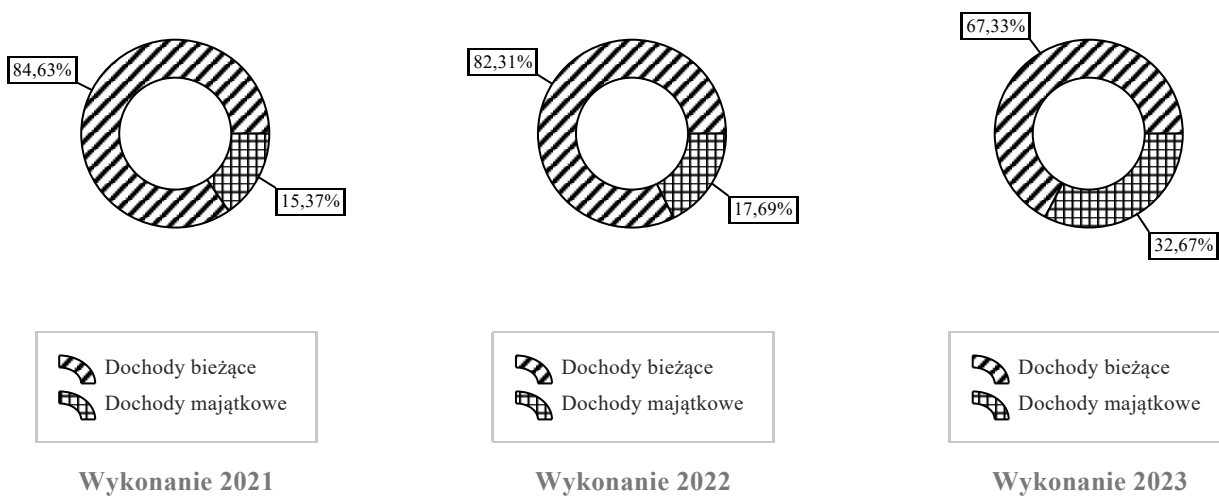 84,63%
15,37%
Dochody bieżące
Dochody majątkowe
Wykonanie 2021
82,31%
17,69%
Dochody bieżące
Dochody majątkowe
Wykonanie 2022
67,33%
32,67%
Dochody bieżące
Dochody majątkowe
Wykonanie 2023